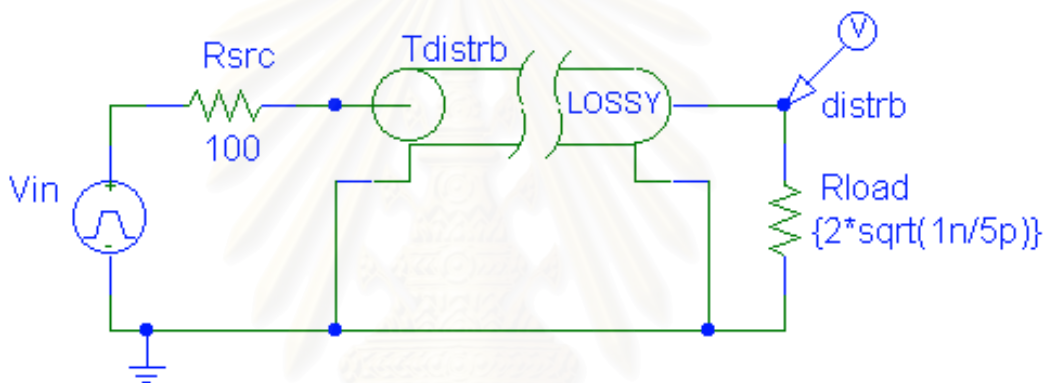 Rsrc
100
Tdistrb
LOSSY
V
distrb
Vin
+
-
Rload
{2*sqrt(1n/5p)}